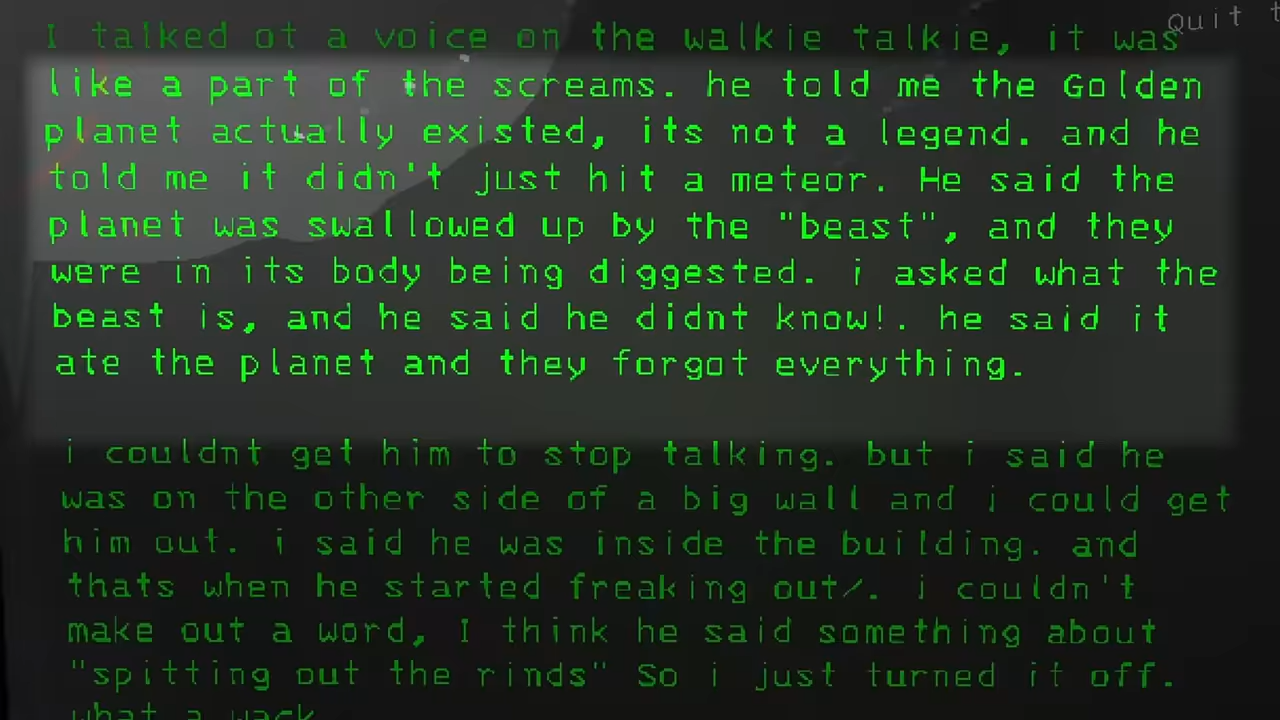 Quit t
I talked ot a voice on the walkie talkie, it was
like a part of the screams. he told me the Golden
planet actually existed, its not a legend. and he
told me it didn't just hit a meteor. He said the
planet was swallowed up by the "beast", and they
were in its body being diggested. i asked what the
beast is, and he said he didnt know!. he said it
ate the planet and they forgot everything.
i couldnt get him to stop talking. but i said he
was on the other side of a big wall and i could get
him out. i said he was inside the building. and
thats when he started freaking out/. i couldn't
make out a word, I think he said something about
"spitting out the rinds" So i just turned it off.
what a wack